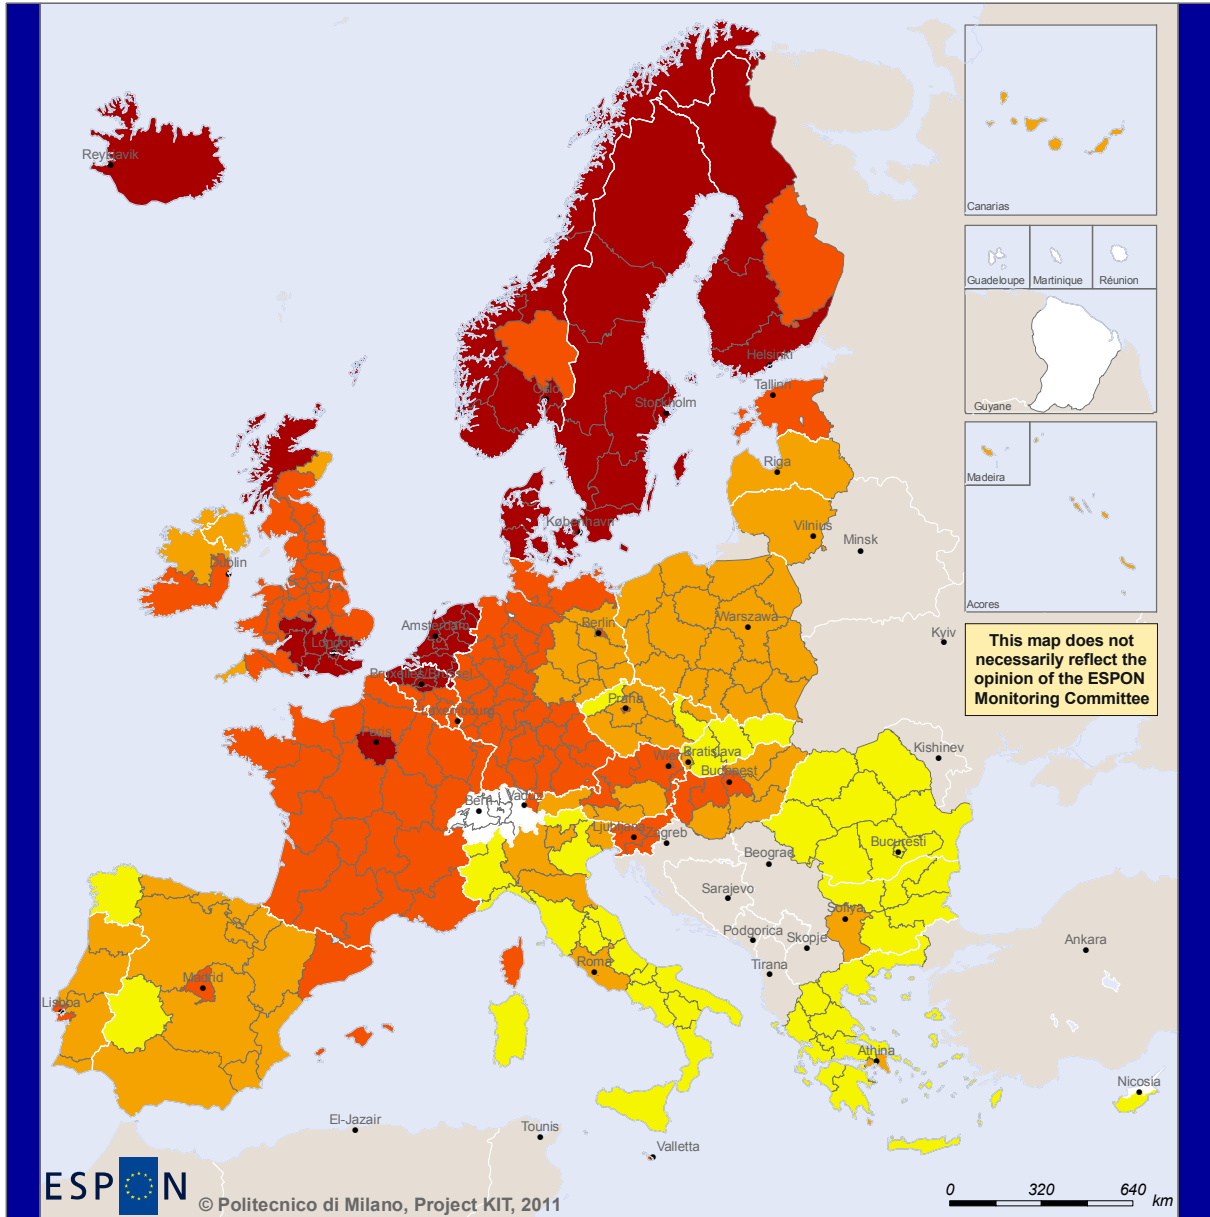 Reykjavik
Canarias
Guadeloupe
Martinique
Réunion
Guyane
Madeira
Acores
Helsinki
Oslo
Tallinn
Stockholm
Riga
København
Vilnius
Minsk
Dublin
Amsterdam
Berlin
Warszawa
London
Kyiv
Bruxelles/Brussel
This map does not
necessarily reflect the
opinion of the ESPON
Monitoring Committee
Luxembourg
Praha
Paris
Kishinev
Wien
Bratislava
Budapest
Bern
Vaduz
Ljubljana
Zagreb
Bucuresti
Beograd
Sarajevo
Sofiya
Podgorica
Skopje
Ankara
Roma
Tirana
Madrid
Lisboa
Athina
Nicosia
El-Jazair
Tounis
Valletta
ESPON
© Politecnico di Milano, Project KIT, 2011
0 320 640
km